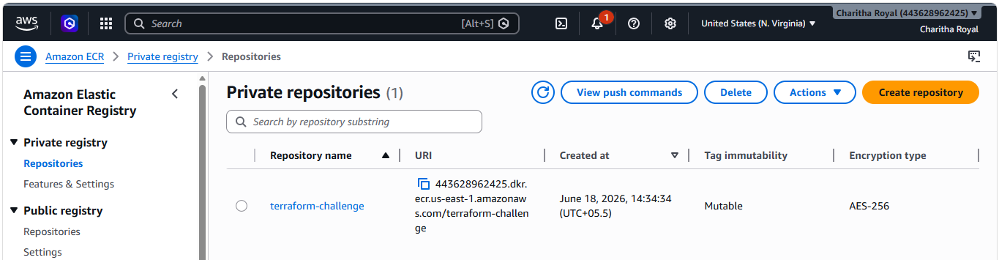 Charitha Royal (443628962425) ▼
aws
Search
[Alt+S]
1
United States (N. Virginia) ▼
Charitha Royal
Amazon ECR > Private registry > Repositories
Amazon Elastic
Container Registry
Private registry
Repositories
Features & Settings
Public registry
Repositories
Settings
Private repositories (1)
View push commands
Delete
Actions ▼
Create repository
Search by repository substring
Repository name
URI
Created at
Tag immutability
Encryption type
terraform-challenge
443628962425.dkr.
ecr.us-east-1.amazonaw
s.com/terraform-challen
ge
June 18, 2026, 14:34:34
(UTC+05.5)
Mutable
AES-256